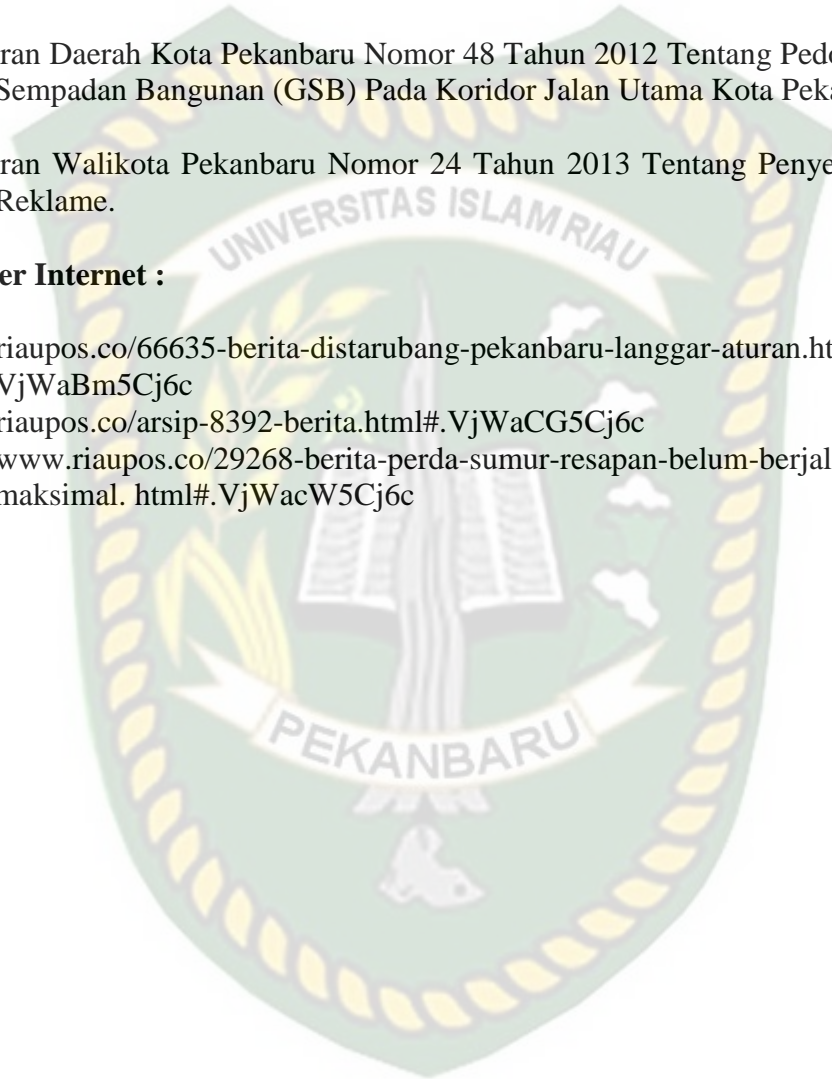 ran Daerah Kota Pekanbaru Nomor 48 Tahun 2012 Tentang Pedo
Sempadan Bangunan (GSB) Pada Koridor Jalan Utama Kota Peka
ran Walikota Pekanbaru Nomor 24 Tahun 2013 Tentang Penye
Reklame.
er Internet :
riaupos.co/66635-berita-distarubang-pekanbaru-langgar-aturan.ht
VjWaBm5Cj6c
riaupos.co/arsip-8392-berita.html#.VjWaCG5Cj6c
www.riaupos.co/29268-berita-perda-sumur-resapan-belum-berjal
maksimal. html#.VjWacW5Cj6c
UNIVERSITAS ISLAM RIAU
PEKANBARU